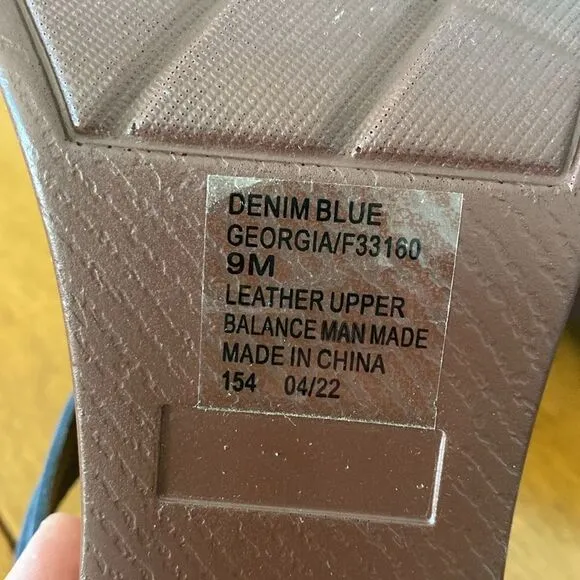 DENIM BLUE
GEORGIA/F33160
9M
LEATHER UPPER
BALANCE MAN MADE
MADE IN CHINA
154 04/22